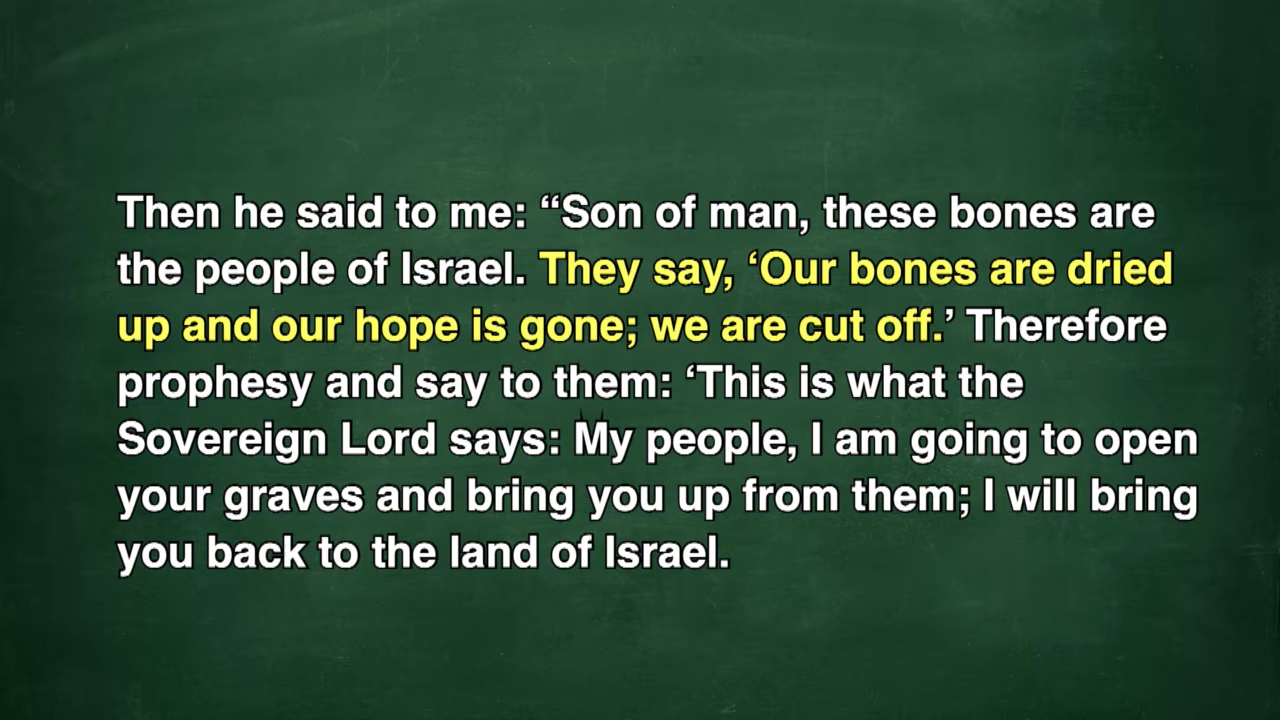 Then he said to me: “Son of man, these bones are
the people of Israel. They say, ‘Our bones are dried
up and our hope is gone; we are cut off.’ Therefore
prophesy and say to them: ‘This is what the
Sovereign Lord says: My people, I am going to open
your graves and bring you up from them; I will bring
you back to the land of Israel.